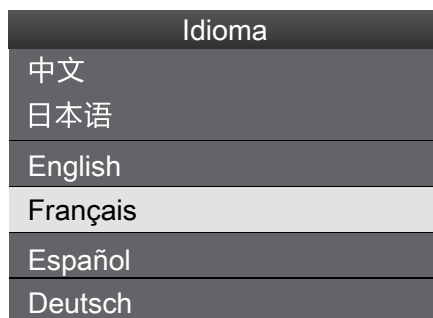 Idioma
中文
日本语
English
Français
Español
Deutsch